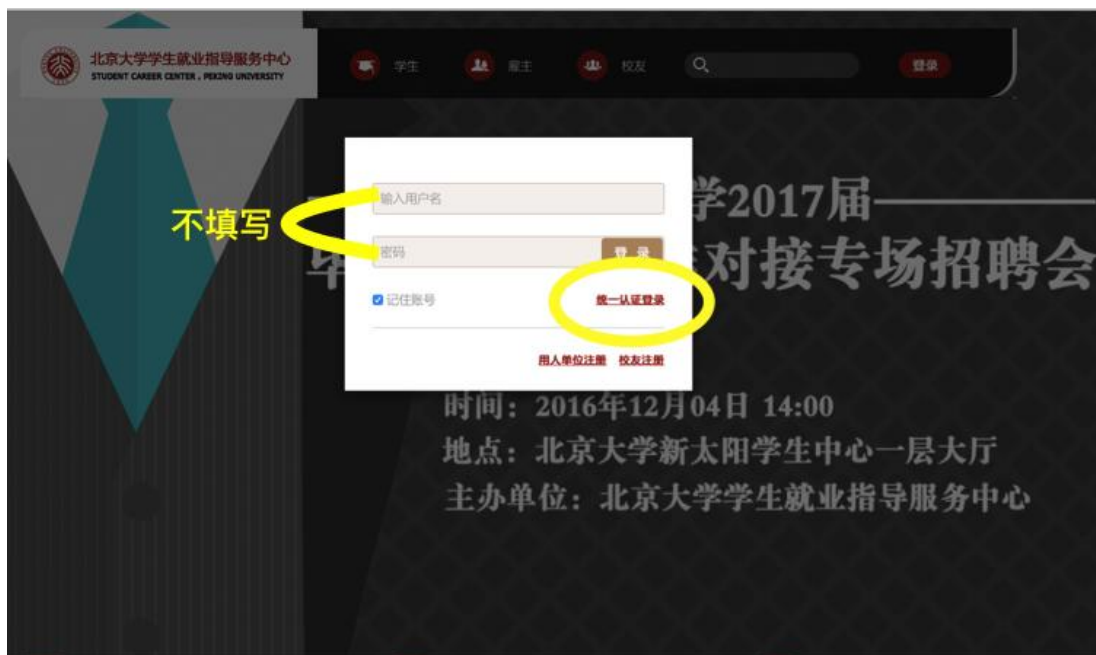 北京大学学生就业指导服务中心
STUDENT CAREER CENTER , PEKING UNIVERSITY
学生
雇主
校友
登录
输入用户名
不填写
密码
登 录
记住账号
统一认证登录
用人单位注册 校友注册
学2017届
对接专场招聘会
时间：2016年12月04日 14:00
地点：北京大学新太阳学生中心一层大厅
主办单位：北京大学学生就业指导服务中心